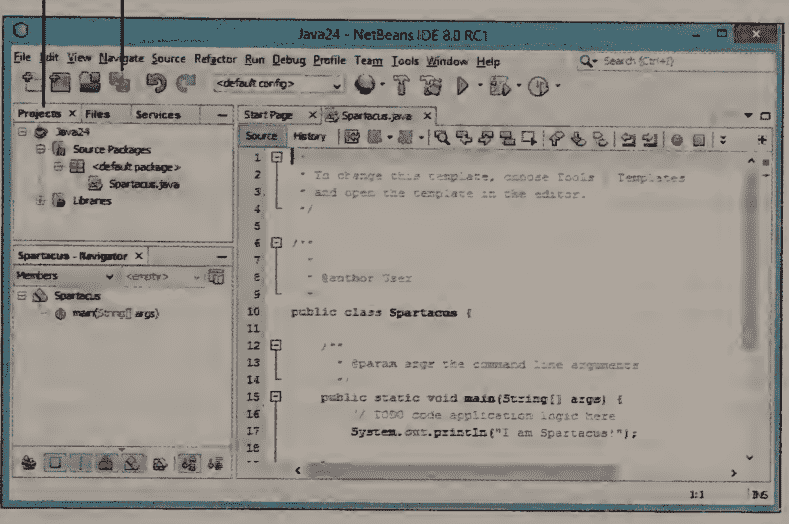 Java24 - NetBeans IDE 8.0 RC1
File Edit View Navigate Source Refactor Run Debug Profile Team Tools Window Help
Search (Ctrl+I)
<default config>
Projects × Files Services
Java24
Source Packages
<default package>
Spartacus.java
Libraries
Spartacus - Navigator ×
Members <empty>
Spartacus
main(String[] args)
Start Page × Spartacus.java ×
Source History
1
2 * To change this template, choose Tools | Templates
3 * and open the template in the editor.
4 */
5
6 /**
7 *
8 * @author User
9
10 public class Spartacus {
11
12 /**
13 * @param args the command line arguments
14 */
15 public static void main(String[] args) {
16 // TODO code application logic here
17 System.out.println("I am Spartacus!");
18
1:1 INS